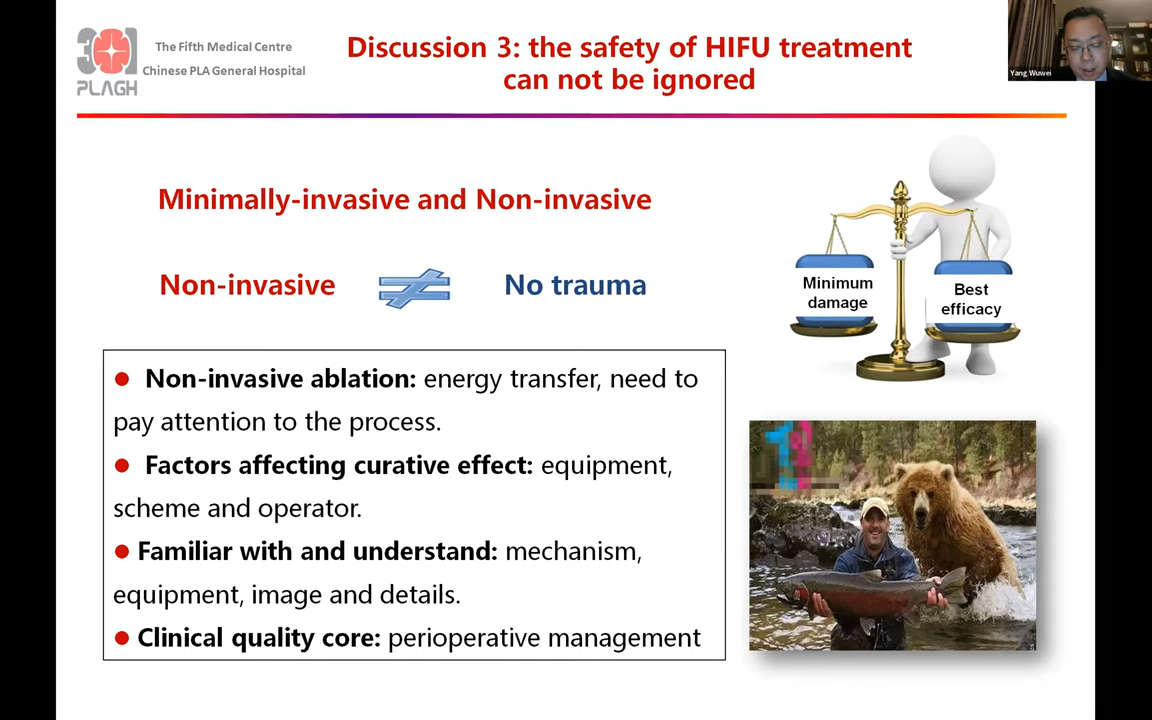 301
PLAGH
The Fifth Medical Centre
Chinese PLA General Hospital
Discussion 3: the safety of HIFU treatment
can not be ignored
Yang Wuwei
Minimally-invasive and Non-invasive
Non-invasive ≠ No trauma
Minimum
damage
Best
efficacy
● Non-invasive ablation: energy transfer, need to
pay attention to the process.
● Factors affecting curative effect: equipment,
scheme and operator.
● Familiar with and understand: mechanism,
equipment, image and details.
● Clinical quality core: perioperative management